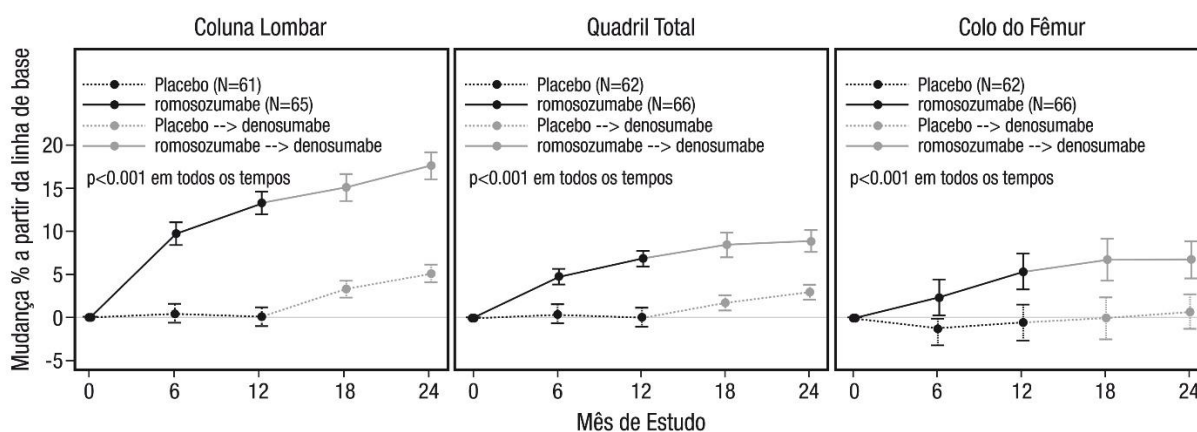 Coluna Lombar
Placebo (N=61)
romosozumabe (N=65)
Placebo --> denosumabe
romosozumabe --> denosumabe
p<0.001 em todos os tempos
Quadril Total
Placebo (N=62)
romosozumabe (N=66)
Placebo --> denosumabe
romosozumabe --> denosumabe
p<0.001 em todos os tempos
Colo do Fêmur
Placebo (N=62)
romosozumabe (N=66)
Placebo --> denosumabe
romosozumabe --> denosumabe
p<0.001 em todos os tempos
Mudança % a partir da linha de base
20
15
10
5
0
-5
0 6 12 18 24
0 6 12 18 24
0 6 12 18 24
Mês de Estudo